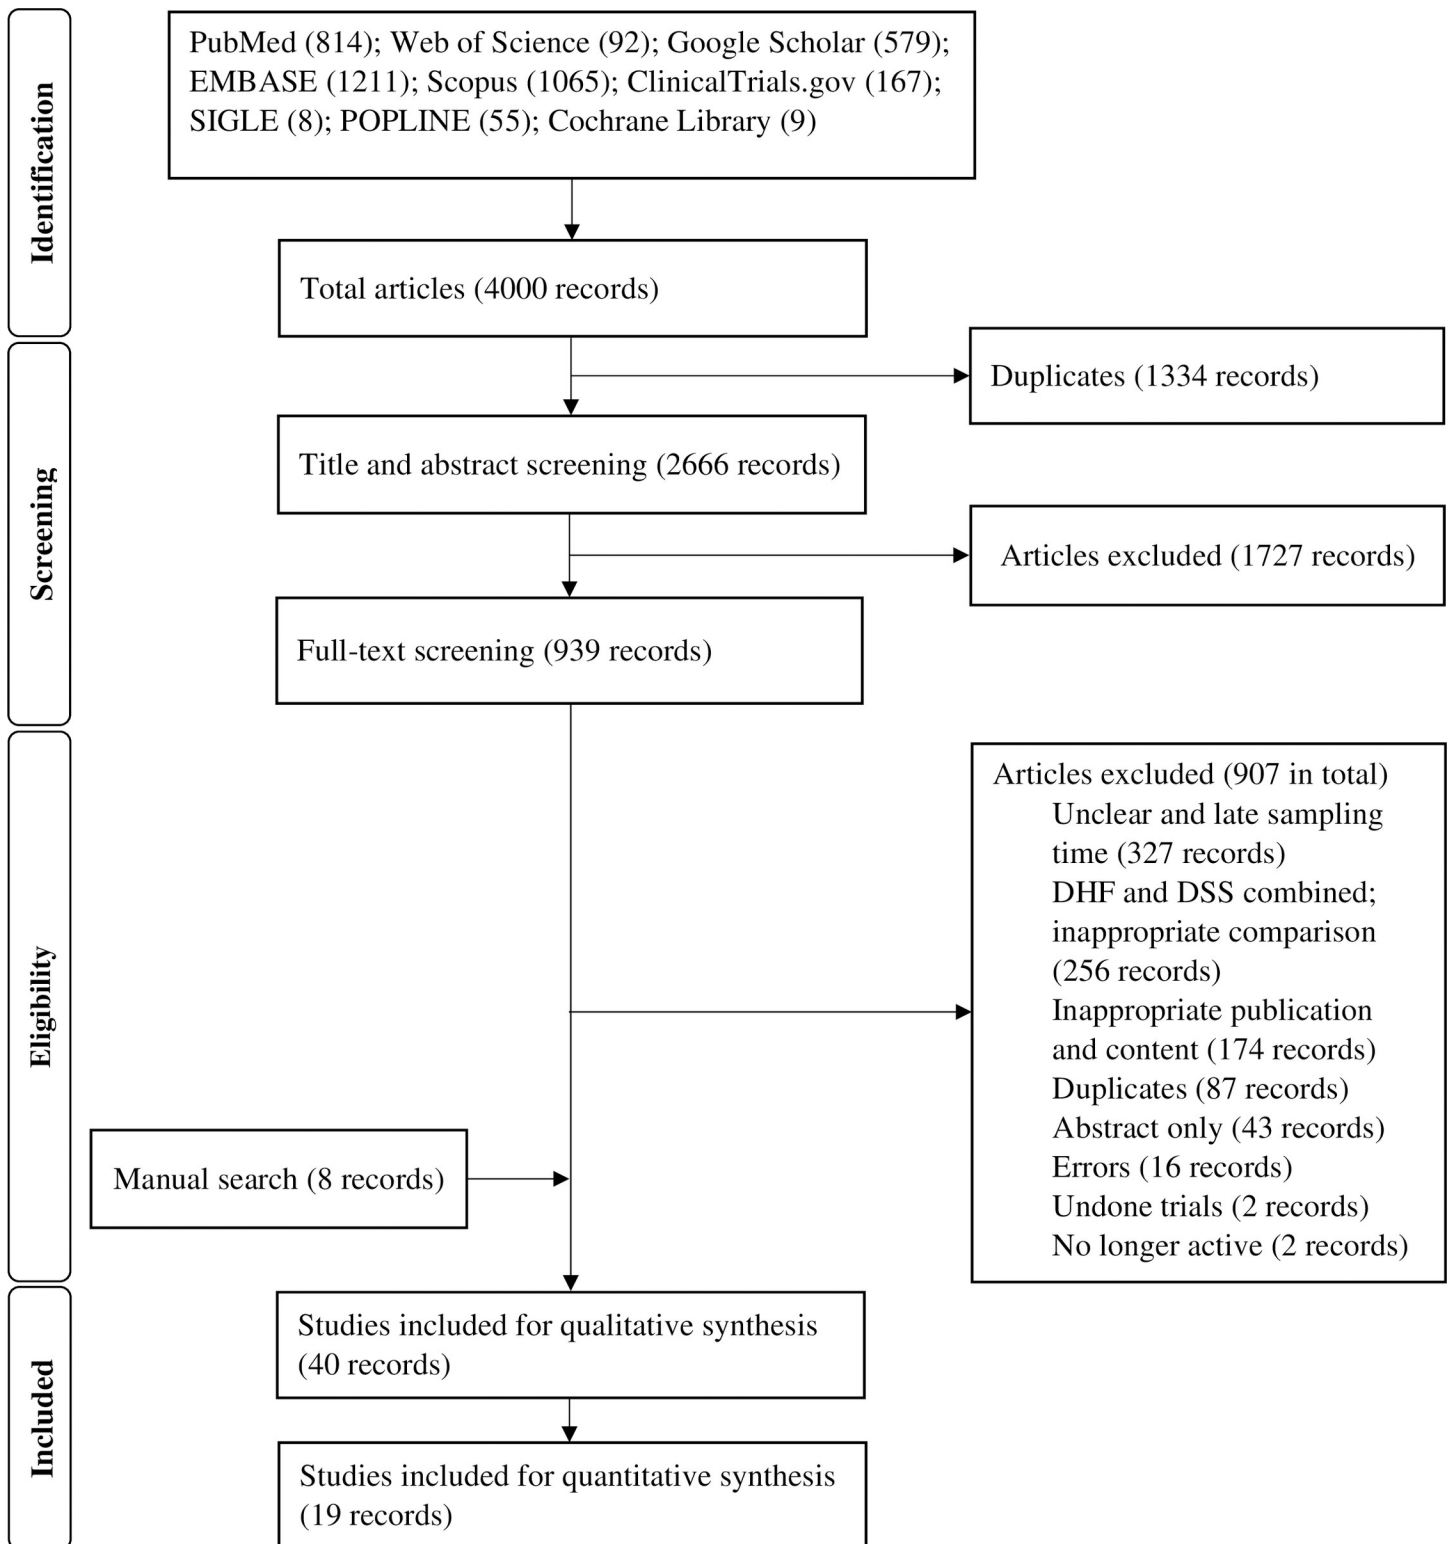 Identification
PubMed (814); Web of Science (92); Google Scholar (579);
EMBASE (1211); Scopus (1065); ClinicalTrials.gov (167);
SIGLE (8); POPLINE (55); Cochrane Library (9)
Total articles (4000 records)
Screening
Duplicates (1334 records)
Title and abstract screening (2666 records)
Articles excluded (1727 records)
Full-text screening (939 records)
Eligibility
Articles excluded (907 in total)
Unclear and late sampling
time (327 records)
DHF and DSS combined;
inappropriate comparison
(256 records)
Inappropriate publication
and content (174 records)
Duplicates (87 records)
Abstract only (43 records)
Errors (16 records)
Undone trials (2 records)
No longer active (2 records)
Manual search (8 records)
Included
Studies included for qualitative synthesis
(40 records)
Studies included for quantitative synthesis
(19 records)